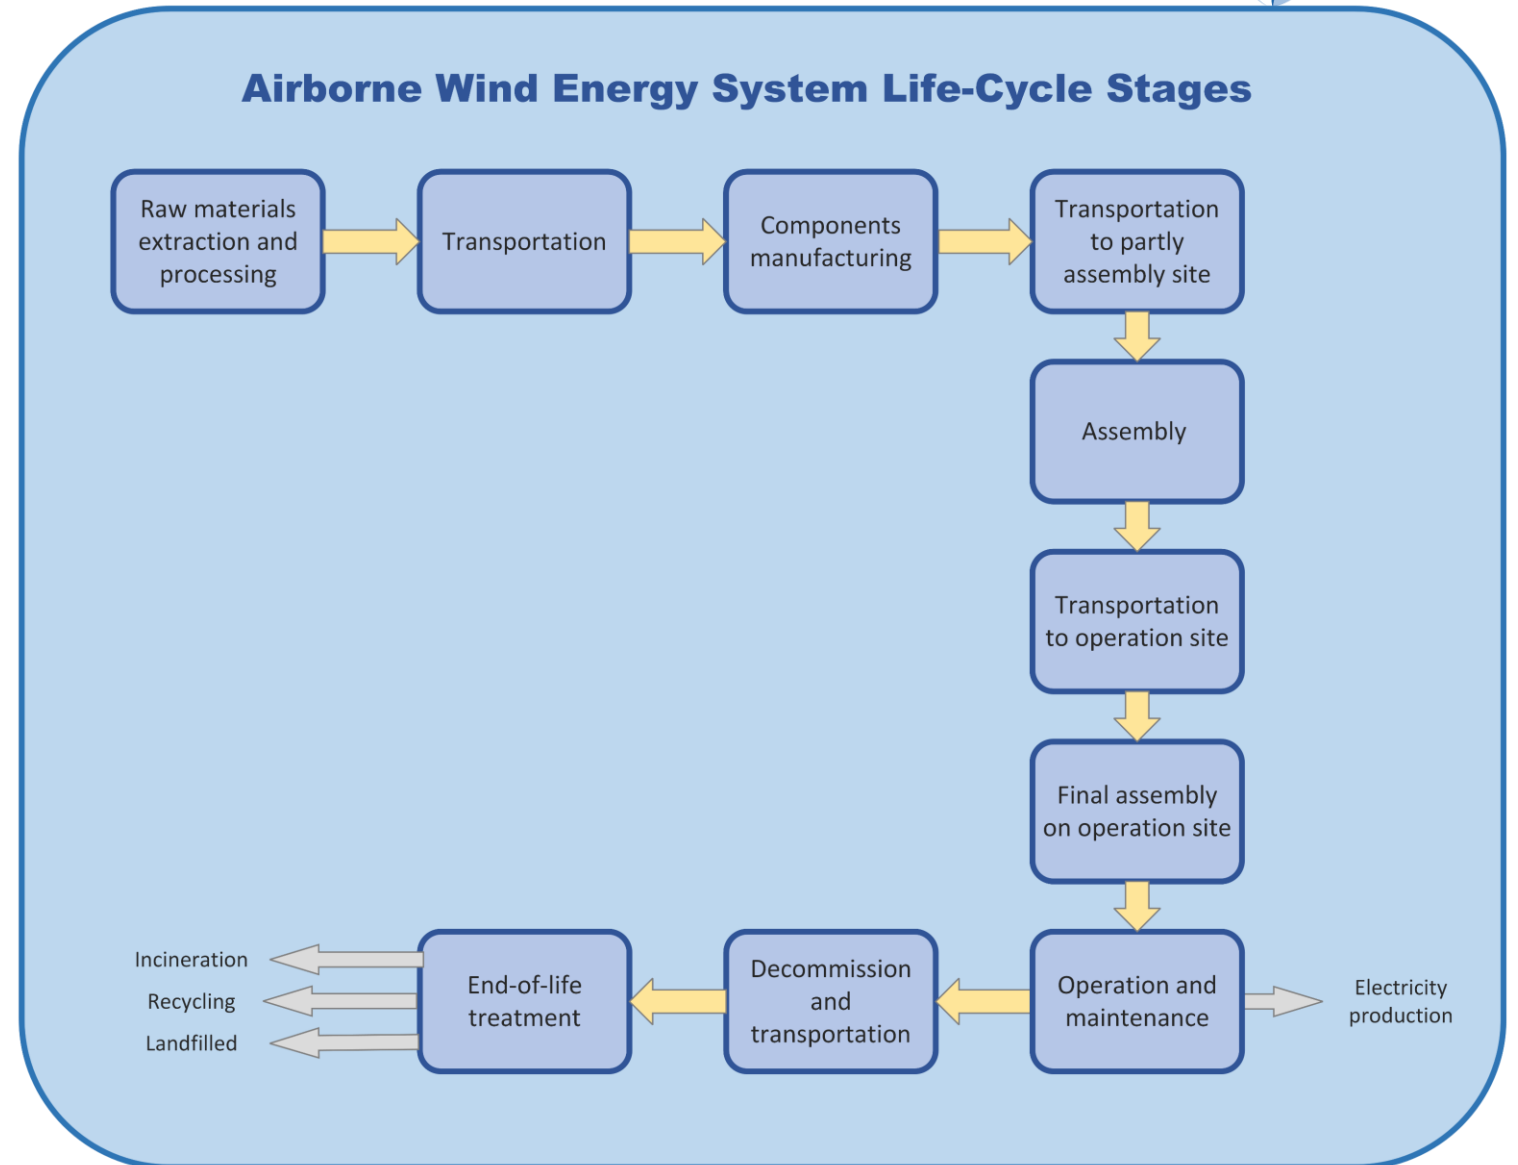 Airborne Wind Energy System Life-Cycle Stages
Raw materials
extraction and
processing
Transportation
Components
manufacturing
Transportation
to partly
assembly site
Assembly
Transportation
to operation site
Final assembly
on operation site
Operation and
maintenance
Electricity
production
Decommission
and
transportation
End-of-life
treatment
Incineration
Recycling
Landfilled